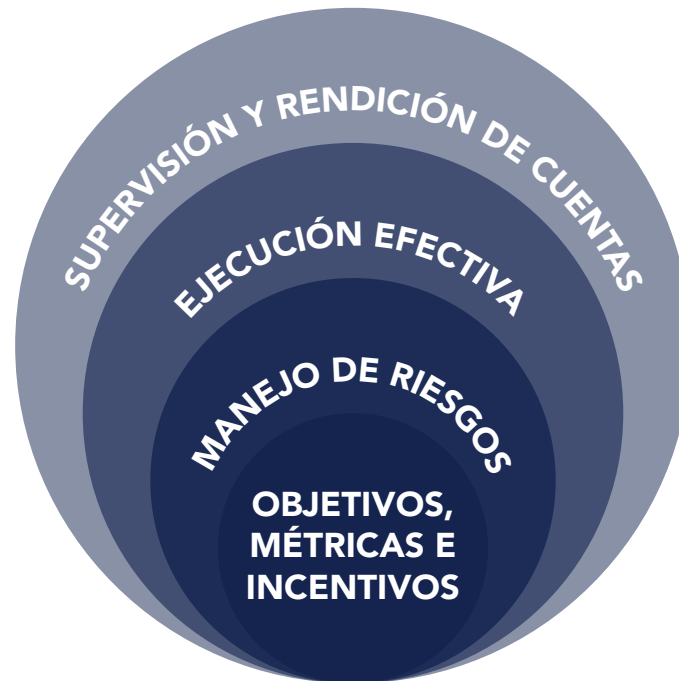 SUPERVISIÓN Y RENDICIÓN DE CUENTAS
EJECUCIÓN EFECTIVA
MANEJO DE RIESGOS
OBJETIVOS,
MÉTRICAS E
INCENTIVOS